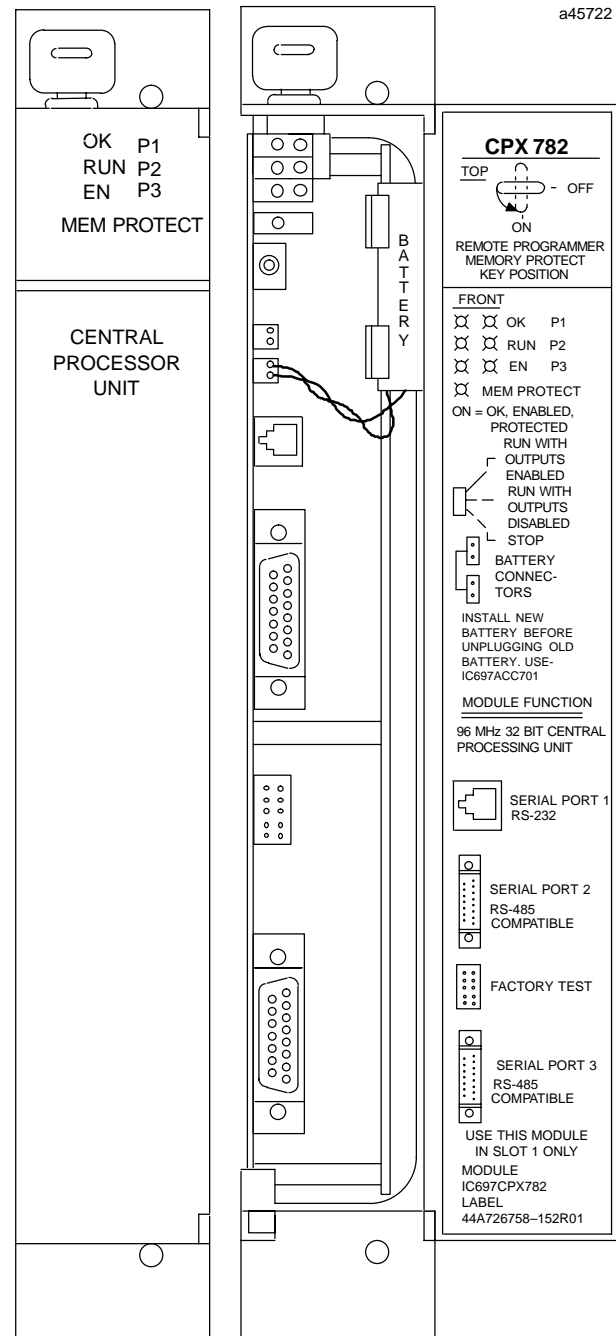 a45722
OK P1
RUN P2
EN P3
MEM PROTECT
CENTRAL
PROCESSOR
UNIT
BATTERY
CPX 782
TOP
OFF
ON
REMOTE PROGRAMMER
MEMORY PROTECT
KEY POSITION
FRONT
OK P1
RUN P2
EN P3
MEM PROTECT
ON = OK, ENABLED,
PROTECTED
RUN WITH
OUTPUTS
ENABLED
RUN WITH
OUTPUTS
DISABLED
STOP
BATTERY
CONNEC-
TORS
INSTALL NEW
BATTERY BEFORE
UNPLUGGING OLD
BATTERY. USE-
IC697ACC701
MODULE FUNCTION
96 MHz 32 BIT CENTRAL
PROCESSING UNIT
SERIAL PORT 1
RS-232
SERIAL PORT 2
RS-485
COMPATIBLE
FACTORY TEST
SERIAL PORT 3
RS-485
COMPATIBLE
USE THIS MODULE
IN SLOT 1 ONLY
MODULE
IC697CPX782
LABEL
44A726758–152R01